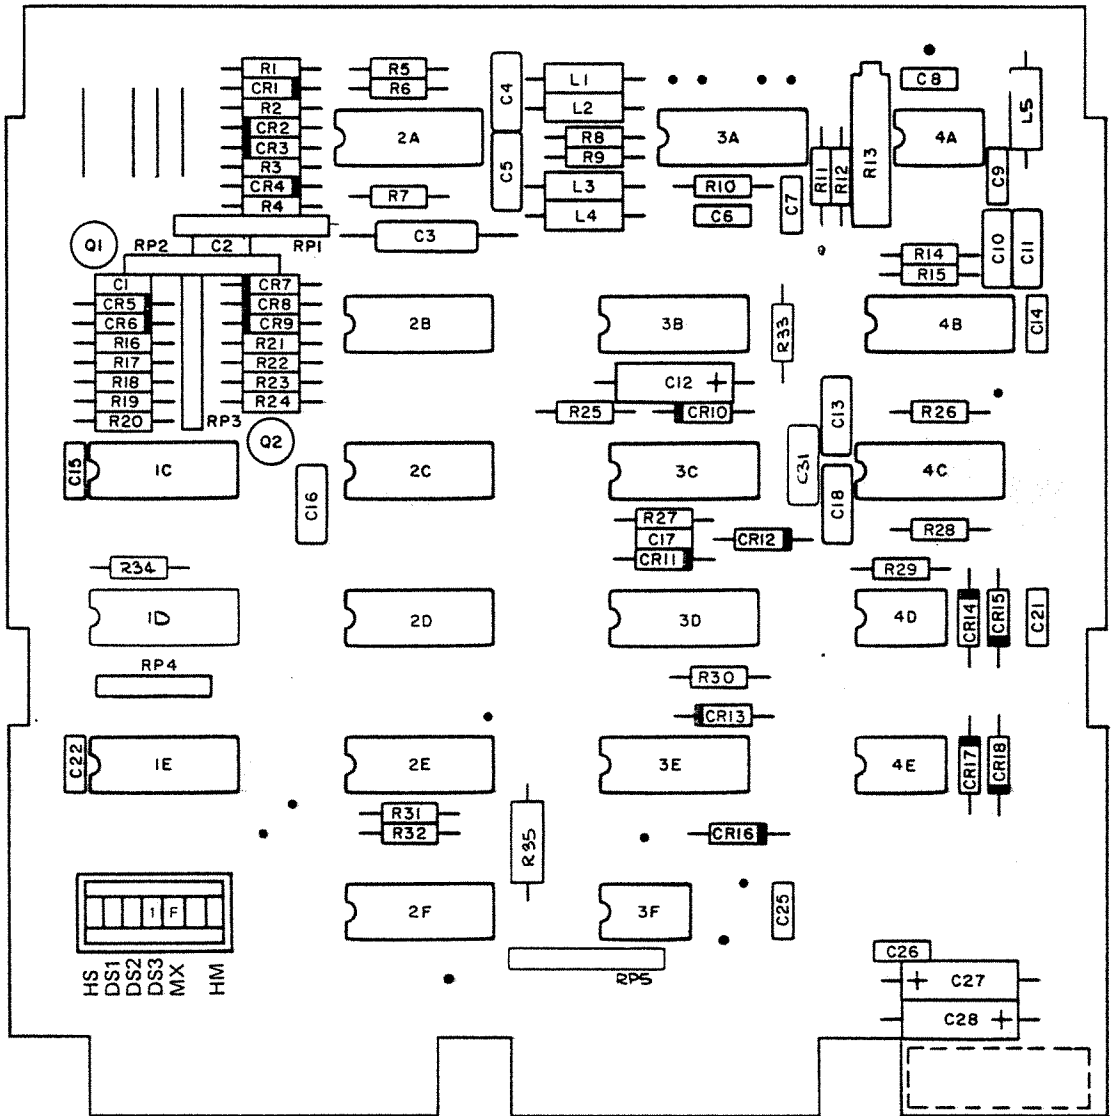 R1 R5 L1 C8
CR1 R6
R2 C4 L2 L5
CR2 2A R8 3A R13 4A
CR3 R9
R3 C5 R11 R12 C9
CR4 R7 L3 R10
R4 L4 C6 C7
Q1 RP2 C2 RP1 C3 C10 C11
R14
C1 CR7 R15
CR5 CR8
CR6 CR9 2B 3B R33 4B C14
R16 R21
R17 R22
R18 R23 C12 +
R19 R24 R25 CR10 C13 R26
R20 RP3
Q2
C15 1C 2C 3C C31 4C
C16 C18
R27 R28
C17 CR12
CR11
R34 R29
1D 2D 3D 4D CR14 CR15 C21
RP4 R30
CR13
C22 1E 2E 3E 4E CR17 CR18
R31
R32 R35 CR16
1 F 2F 3F C25
HS DS1 DS2 DS3 MX HM
C26
RP5 + C27
C28 +